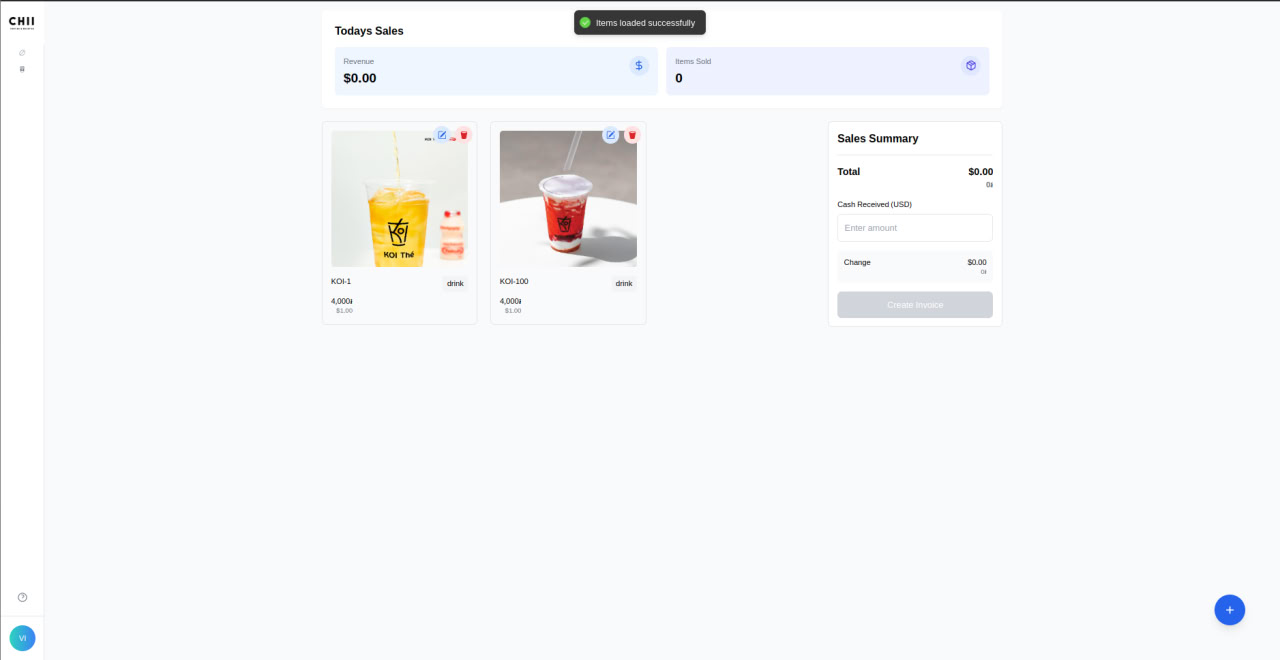 CHII
Items loaded successfully
Todays Sales
Revenue
$0.00
Items Sold
0
KOI
KOI Thé
KOI-1
drink
4,000៛
$1.00
KOI
KOI-100
drink
4,000៛
$1.00
Sales Summary
Total
$0.00
0៛
Cash Received (USD)
Enter amount
Change
$0.00
0៛
Create Invoice
VI